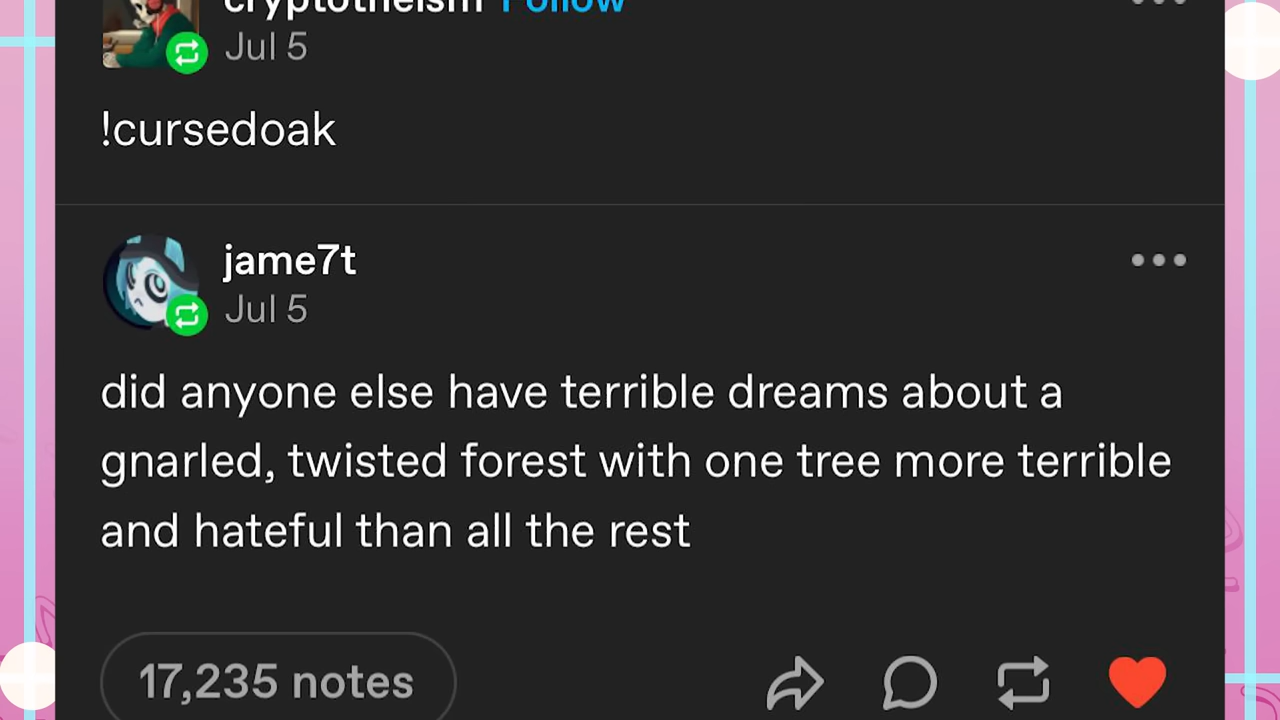 cryptotheism Follow
Jul 5
!cursedoak
jame7t
Jul 5
did anyone else have terrible dreams about a
gnarled, twisted forest with one tree more terrible
and hateful than all the rest
17,235 notes